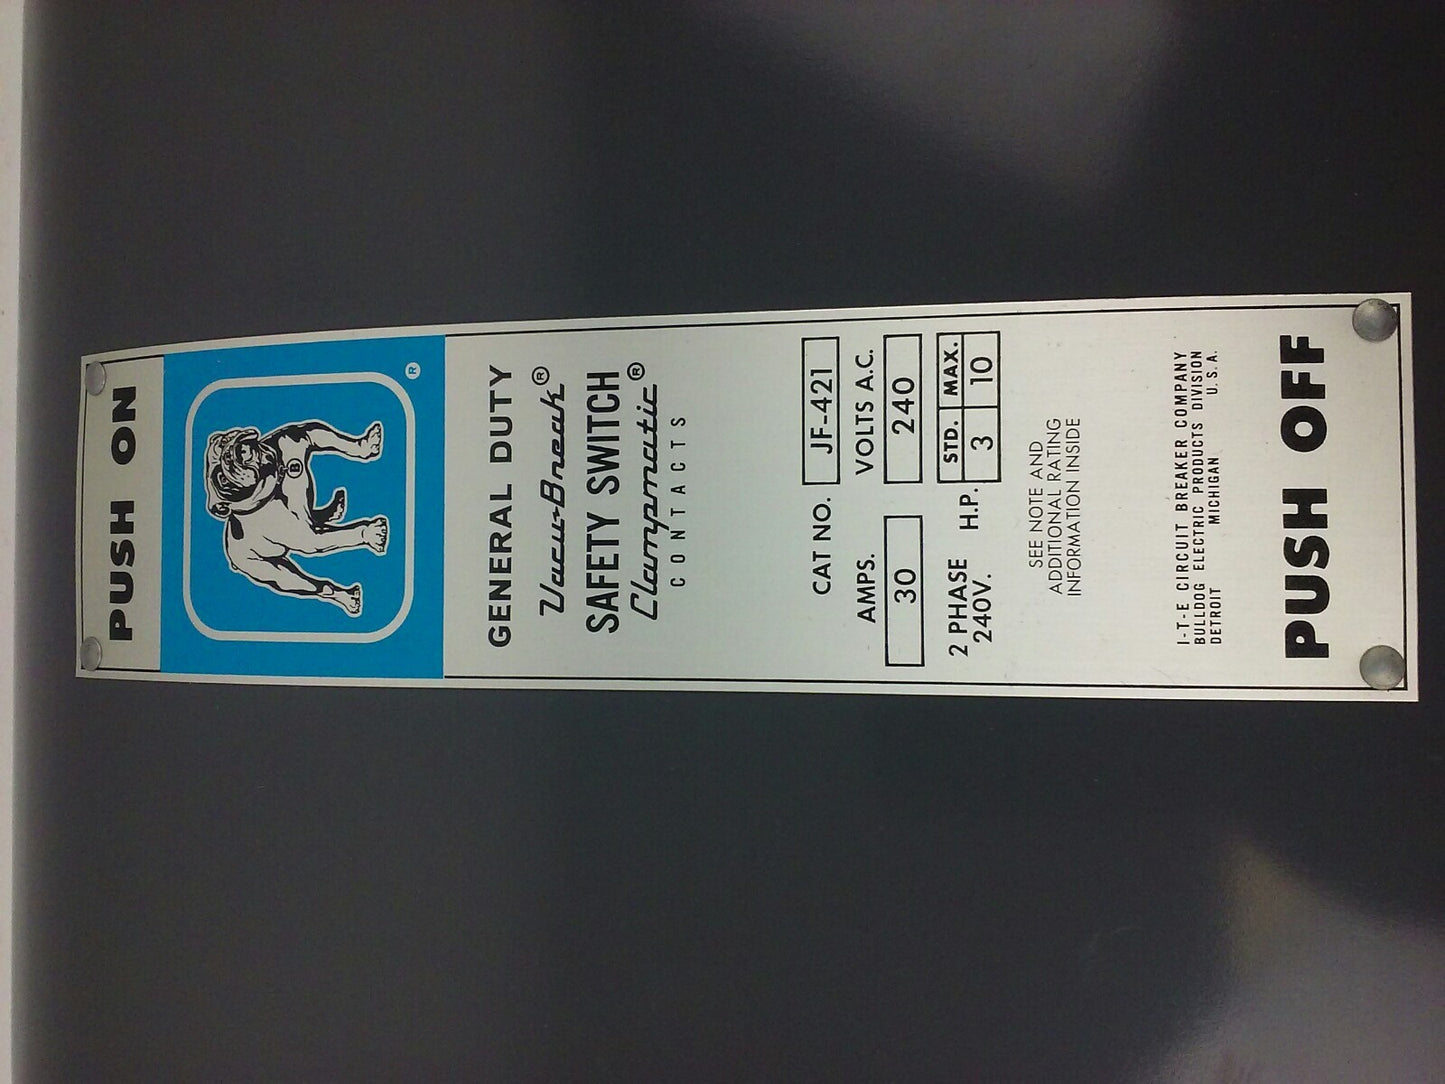 PUSH ON
B
®
GENERAL DUTY
Vacu-Break®
SAFETY SWITCH
Clampmatic®
CONTACTS
CAT NO. JF-421
AMPS. VOLTS A.C.
30 240
STD. MAX.
2 PHASE H.P. 3 10
240V.
SEE NOTE AND
ADDITIONAL RATING
INFORMATION INSIDE
I-T-E CIRCUIT BREAKER COMPANY
BULLDOG ELECTRIC PRODUCTS DIVISION
DETROIT MICHIGAN U.S.A.
PUSH OFF